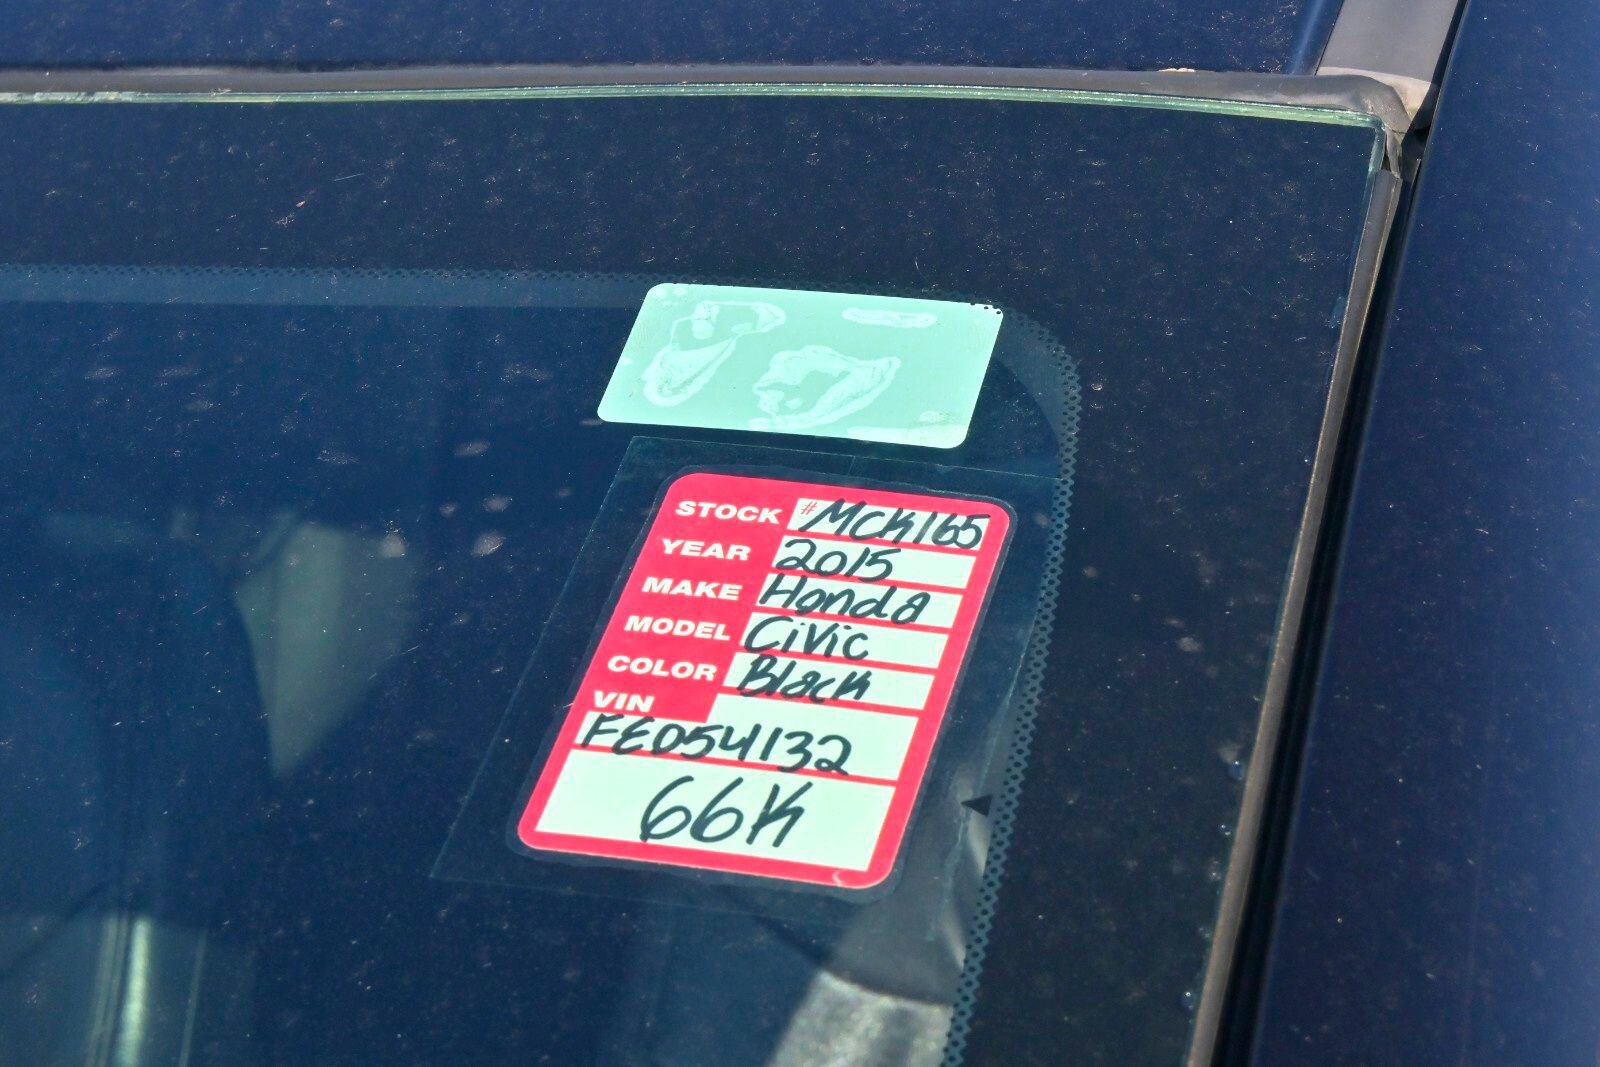 STOCK #MCK165
YEAR 2015
MAKE Honda
MODEL Civic
COLOR Black
VIN
FE054132
66K